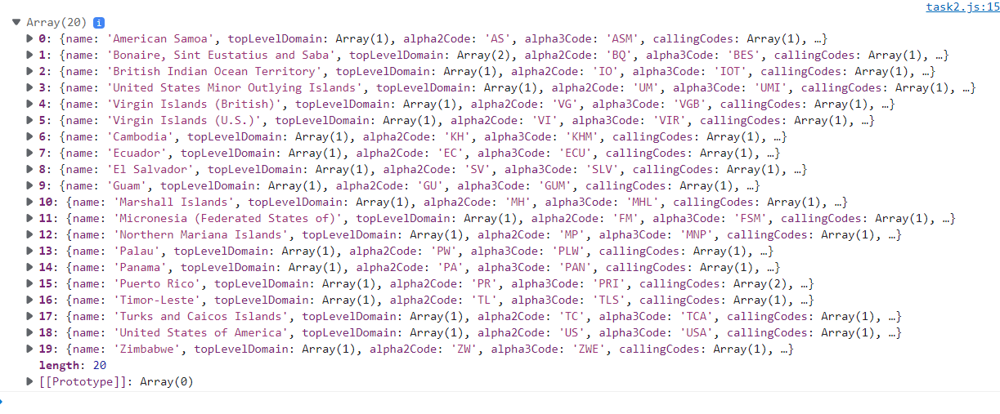 task2.js:15
▼ Array(20) i
▶ 0: {name: 'American Samoa', topLevelDomain: Array(1), alpha2Code: 'AS', alpha3Code: 'ASM', callingCodes: Array(1), …}
▶ 1: {name: 'Bonaire, Sint Eustatius and Saba', topLevelDomain: Array(2), alpha2Code: 'BQ', alpha3Code: 'BES', callingCodes: Array(1), …}
▶ 2: {name: 'British Indian Ocean Territory', topLevelDomain: Array(1), alpha2Code: 'IO', alpha3Code: 'IOT', callingCodes: Array(1), …}
▶ 3: {name: 'United States Minor Outlying Islands', topLevelDomain: Array(1), alpha2Code: 'UM', alpha3Code: 'UMI', callingCodes: Array(1), …}
▶ 4: {name: 'Virgin Islands (British)', topLevelDomain: Array(1), alpha2Code: 'VG', alpha3Code: 'VGB', callingCodes: Array(1), …}
▶ 5: {name: 'Virgin Islands (U.S.)', topLevelDomain: Array(1), alpha2Code: 'VI', alpha3Code: 'VIR', callingCodes: Array(1), …}
▶ 6: {name: 'Cambodia', topLevelDomain: Array(1), alpha2Code: 'KH', alpha3Code: 'KHM', callingCodes: Array(1), …}
▶ 7: {name: 'Ecuador', topLevelDomain: Array(1), alpha2Code: 'EC', alpha3Code: 'ECU', callingCodes: Array(1), …}
▶ 8: {name: 'El Salvador', topLevelDomain: Array(1), alpha2Code: 'SV', alpha3Code: 'SLV', callingCodes: Array(1), …}
▶ 9: {name: 'Guam', topLevelDomain: Array(1), alpha2Code: 'GU', alpha3Code: 'GUM', callingCodes: Array(1), …}
▶ 10: {name: 'Marshall Islands', topLevelDomain: Array(1), alpha2Code: 'MH', alpha3Code: 'MHL', callingCodes: Array(1), …}
▶ 11: {name: 'Micronesia (Federated States of)', topLevelDomain: Array(1), alpha2Code: 'FM', alpha3Code: 'FSM', callingCodes: Array(1), …}
▶ 12: {name: 'Northern Mariana Islands', topLevelDomain: Array(1), alpha2Code: 'MP', alpha3Code: 'MNP', callingCodes: Array(1), …}
▶ 13: {name: 'Palau', topLevelDomain: Array(1), alpha2Code: 'PW', alpha3Code: 'PLW', callingCodes: Array(1), …}
▶ 14: {name: 'Panama', topLevelDomain: Array(1), alpha2Code: 'PA', alpha3Code: 'PAN', callingCodes: Array(1), …}
▶ 15: {name: 'Puerto Rico', topLevelDomain: Array(1), alpha2Code: 'PR', alpha3Code: 'PRI', callingCodes: Array(2), …}
▶ 16: {name: 'Timor-Leste', topLevelDomain: Array(1), alpha2Code: 'TL', alpha3Code: 'TLS', callingCodes: Array(1), …}
▶ 17: {name: 'Turks and Caicos Islands', topLevelDomain: Array(1), alpha2Code: 'TC', alpha3Code: 'TCA', callingCodes: Array(1), …}
▶ 18: {name: 'United States of America', topLevelDomain: Array(1), alpha2Code: 'US', alpha3Code: 'USA', callingCodes: Array(1), …}
▶ 19: {name: 'Zimbabwe', topLevelDomain: Array(1), alpha2Code: 'ZW', alpha3Code: 'ZWE', callingCodes: Array(1), …}
length: 20
▶ [[Prototype]]: Array(0)